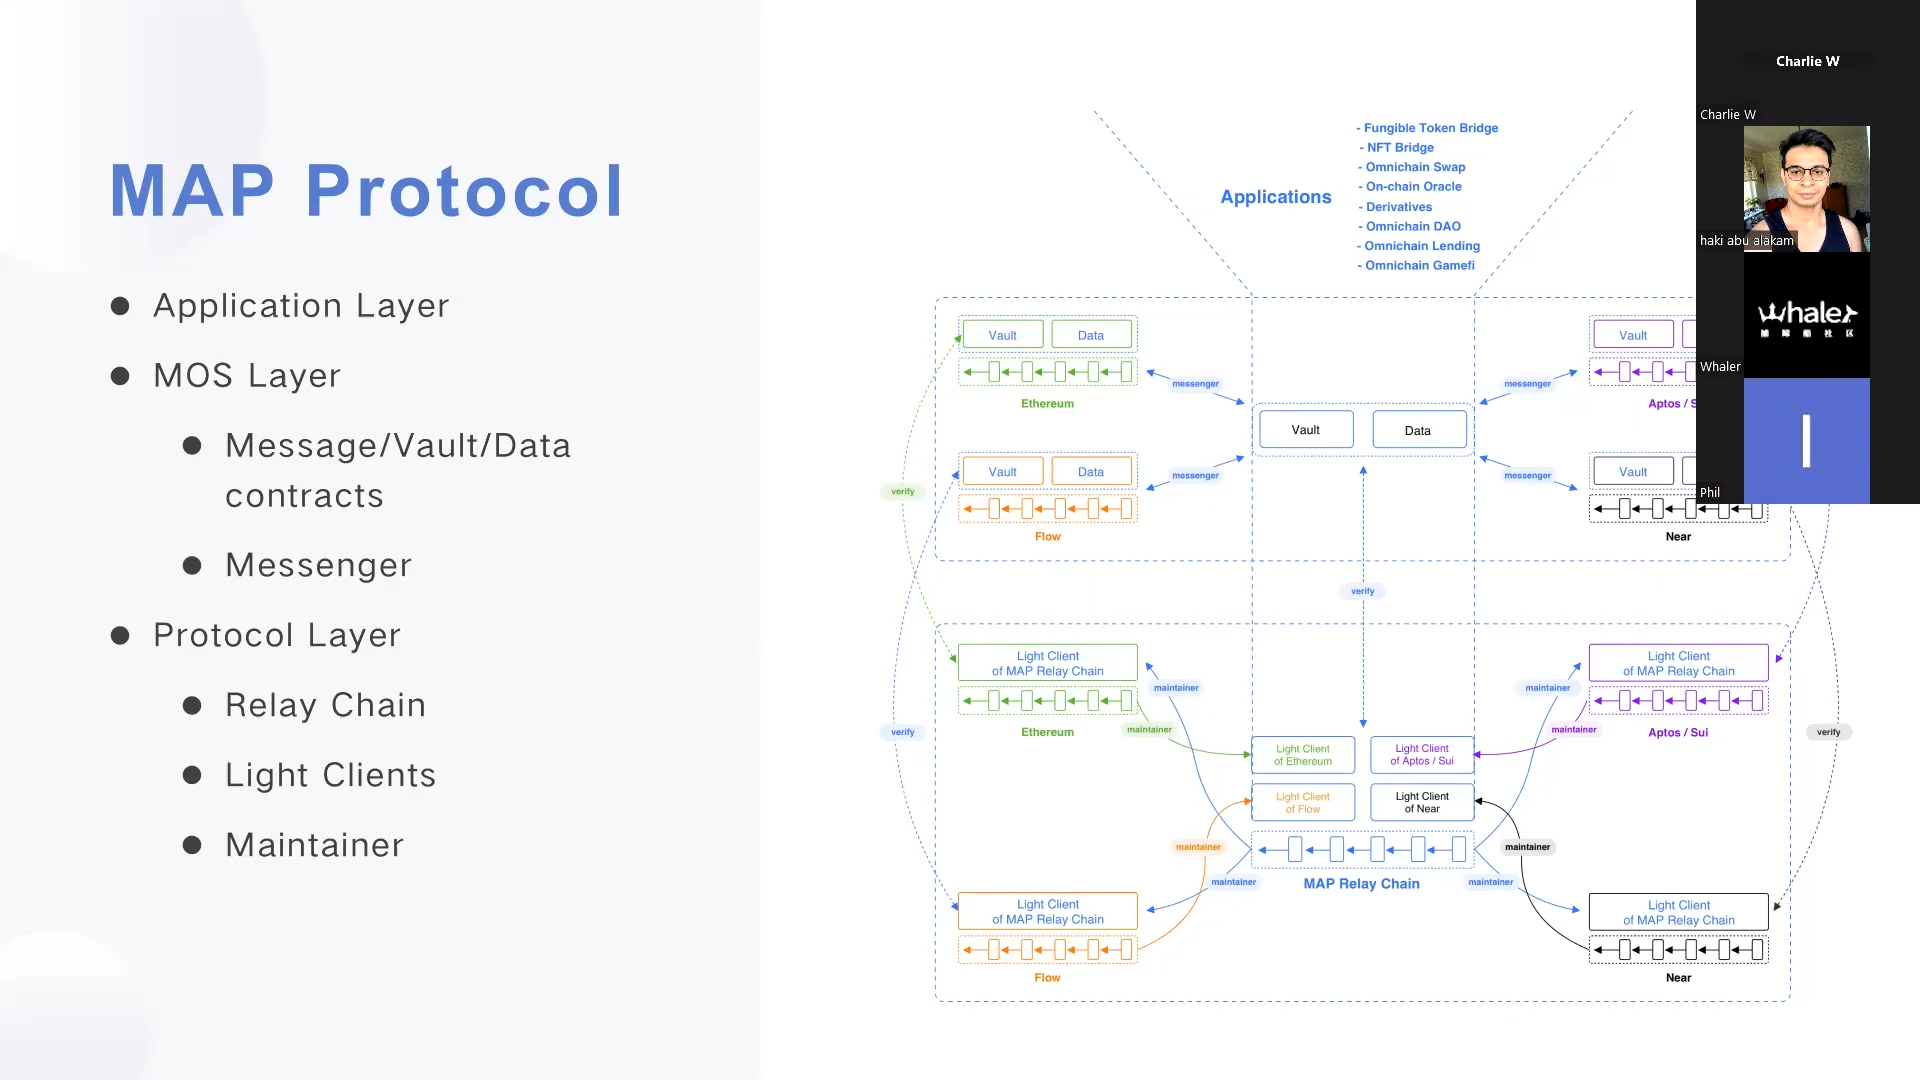 MAP Protocol
Application Layer
MOS Layer
Message/Vault/Data
contracts
Messenger
Protocol Layer
Relay Chain
Light Clients
Maintainer
Applications
- Fungible Token Bridge
- NFT Bridge
- Omnichain Swap
- On-chain Oracle
- Derivatives
- Omnichain DAO
- Omnichain Lending
- Omnichain Gamefi
Vault
Data
Ethereum
messenger
Vault
Data
Flow
messenger
Vault
Data
messenger
Vault
Aptos / S
messenger
Vault
Near
verify
verify
verify
verify
Light Client
of MAP Relay Chain
Ethereum
maintainer
maintainer
Light Client
of Ethereum
Light Client
of Aptos / Sui
Light Client
of Flow
Light Client
of Near
maintainer
maintainer
Light Client
of MAP Relay Chain
Aptos / Sui
maintainer
maintainer
MAP Relay Chain
maintainer
maintainer
Light Client
of MAP Relay Chain
Flow
Light Client
of MAP Relay Chain
Near
Charlie W
Charlie W
haki abu alakam
whaler
Whaler
I
Phil